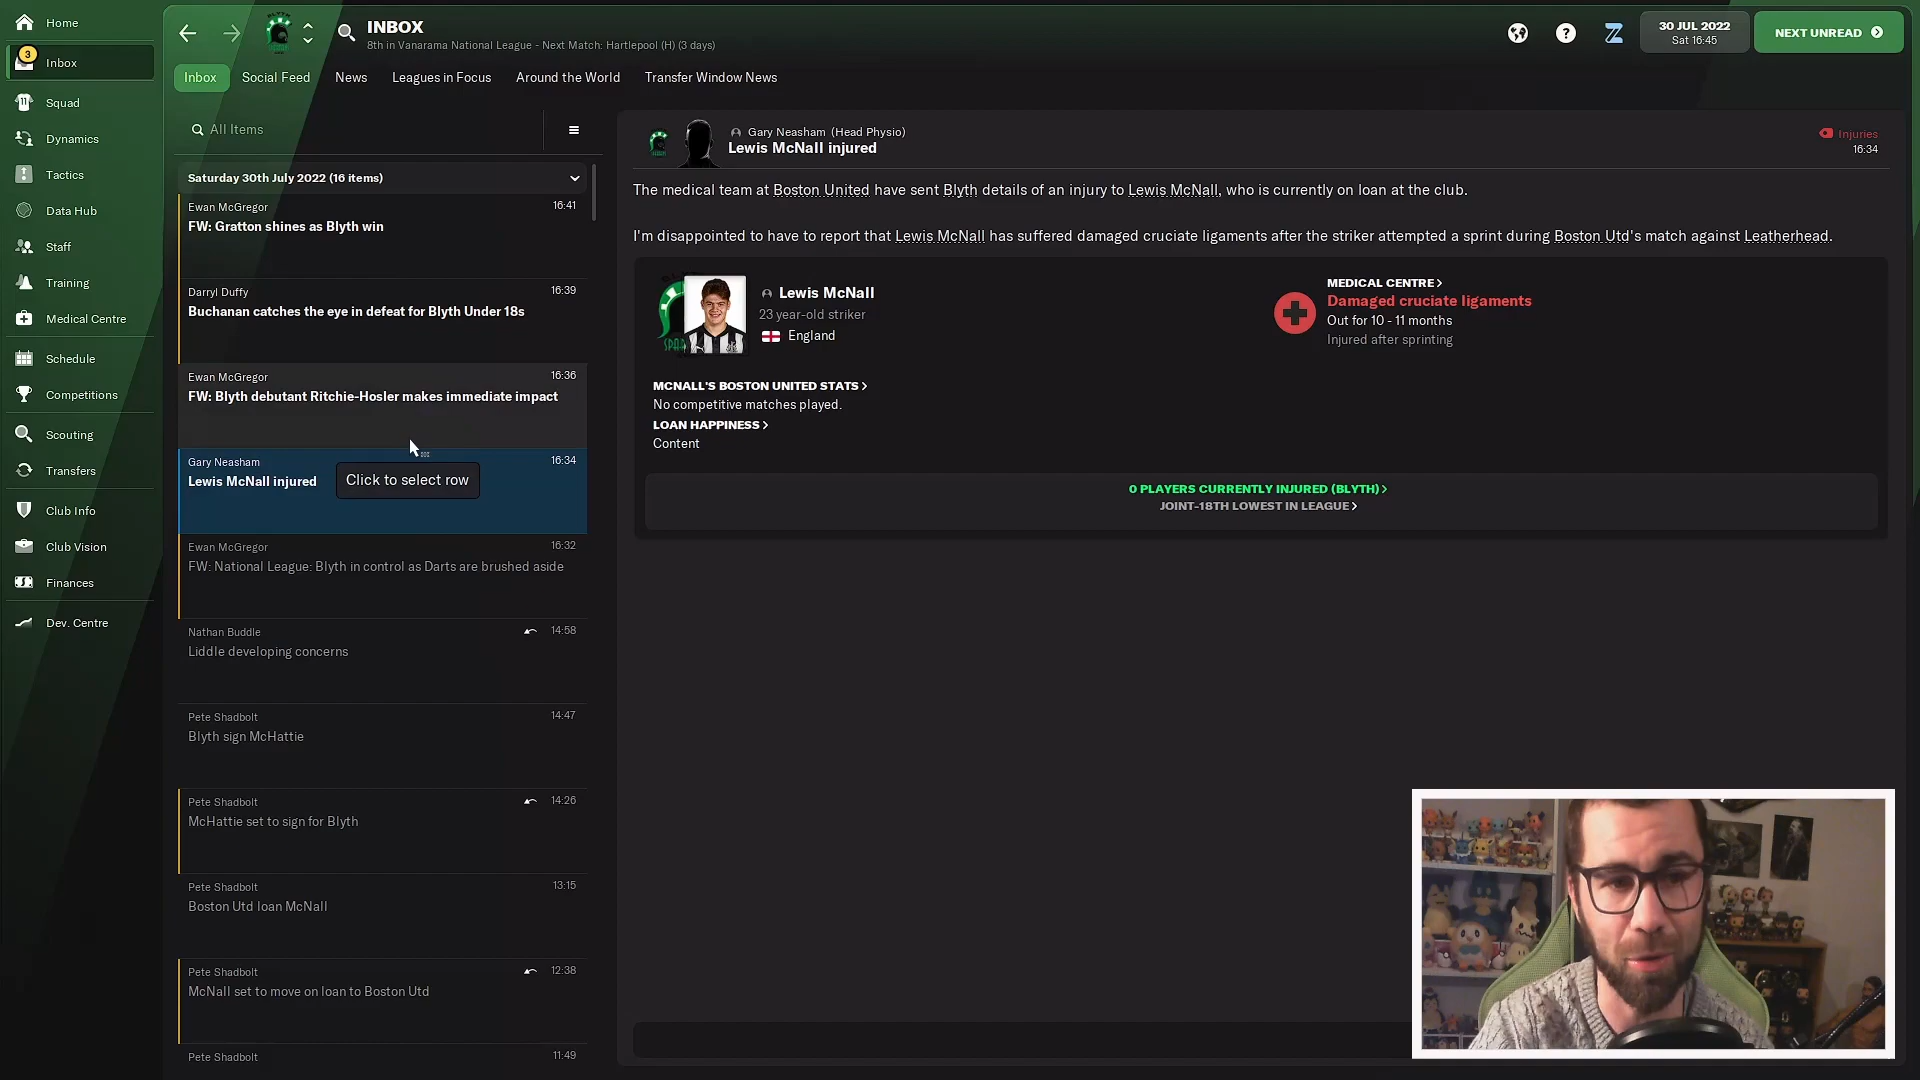 Home
Inbox
3
Squad
Dynamics
Tactics
Data Hub
Staff
Training
Medical Centre
Schedule
Competitions
Scouting
Transfers
Club Info
Club Vision
Finances
Dev. Centre
INBOX
8th in Vanarama National League - Next Match: Hartlepool (H) (3 days)
30 JUL 2022
Sat 16:45
NEXT UNREAD
Inbox Social Feed News Leagues in Focus Around the World Transfer Window News
All Items
Saturday 30th July 2022 (16 items)
Ewan McGregor 16:41
FW: Gratton shines as Blyth win
Darryl Duffy 16:39
Buchanan catches the eye in defeat for Blyth Under 18s
Ewan McGregor 16:36
FW: Blyth debutant Ritchie-Hosler makes immediate impact
Gary Neasham 16:34
Lewis McNall injured
Click to select row
Ewan McGregor 16:32
FW: National League: Blyth in control as Darts are brushed aside
Nathan Buddle 14:58
Liddle developing concerns
Pete Shadbolt 14:47
Blyth sign McHattie
Pete Shadbolt 14:26
McHattie set to sign for Blyth
Pete Shadbolt 13:15
Boston Utd loan McNall
Pete Shadbolt 12:38
McNall set to move on loan to Boston Utd
Pete Shadbolt 11:49
Gary Neasham (Head Physio)
Lewis McNall injured
Injuries
16:34
The medical team at Boston United have sent Blyth details of an injury to Lewis McNall, who is currently on loan at the club.
I'm disappointed to have to report that Lewis McNall has suffered damaged cruciate ligaments after the striker attempted a sprint during Boston Utd's match against Leatherhead.
Lewis McNall
23 year-old striker
England
MEDICAL CENTRE >
Damaged cruciate ligaments
Out for 10 - 11 months
Injured after sprinting
MCNALL'S BOSTON UNITED STATS >
No competitive matches played.
LOAN HAPPINESS >
Content
0 PLAYERS CURRENTLY INJURED (BLYTH) >
JOINT-18TH LOWEST IN LEAGUE >